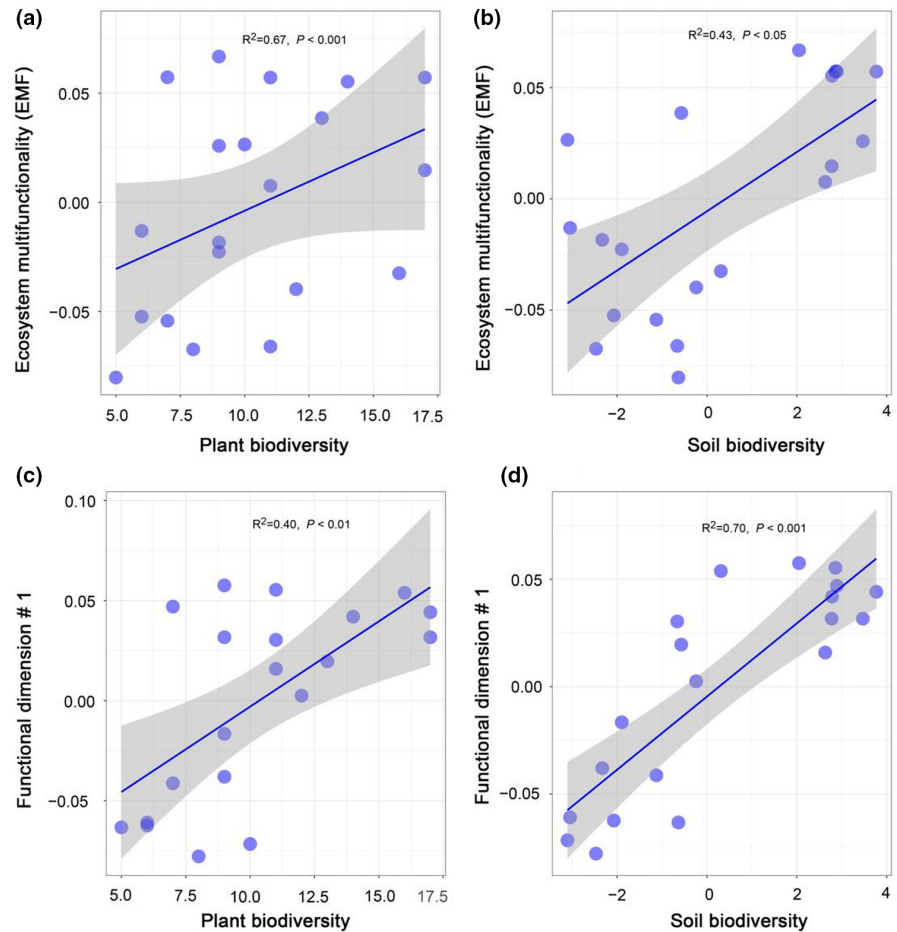 (a)
R²=0.67, P < 0.001
Ecosystem multifunctionality (EMF)
0.05
0.00
−0.05
5.0 7.5 10.0 12.5 15.0 17.5
Plant biodiversity
(b)
R²=0.43, P < 0.05
Ecosystem multifunctionality (EMF)
0.05
0.00
−0.05
−2 0 2 4
Soil biodiversity
(c)
R²=0.40, P < 0.01
Functional dimension # 1
0.10
0.05
0.00
−0.05
5.0 7.5 10.0 12.5 15.0 17.5
Plant biodiversity
(d)
R²=0.70, P < 0.001
Functional dimension # 1
0.05
0.00
−0.05
−2 0 2 4
Soil biodiversity